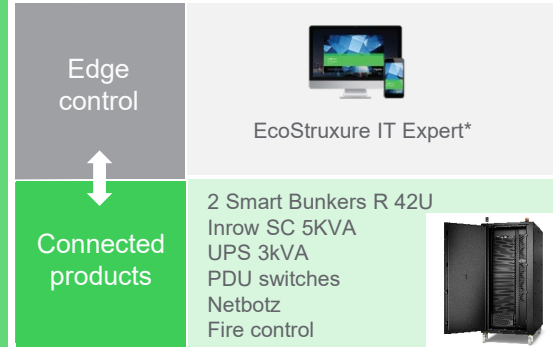 Edge
control
EcoStruxure IT Expert*
Connected
products
2 Smart Bunkers R 42U
Inrow SC 5KVA
UPS 3kVA
PDU switches
Netbotz
Fire control